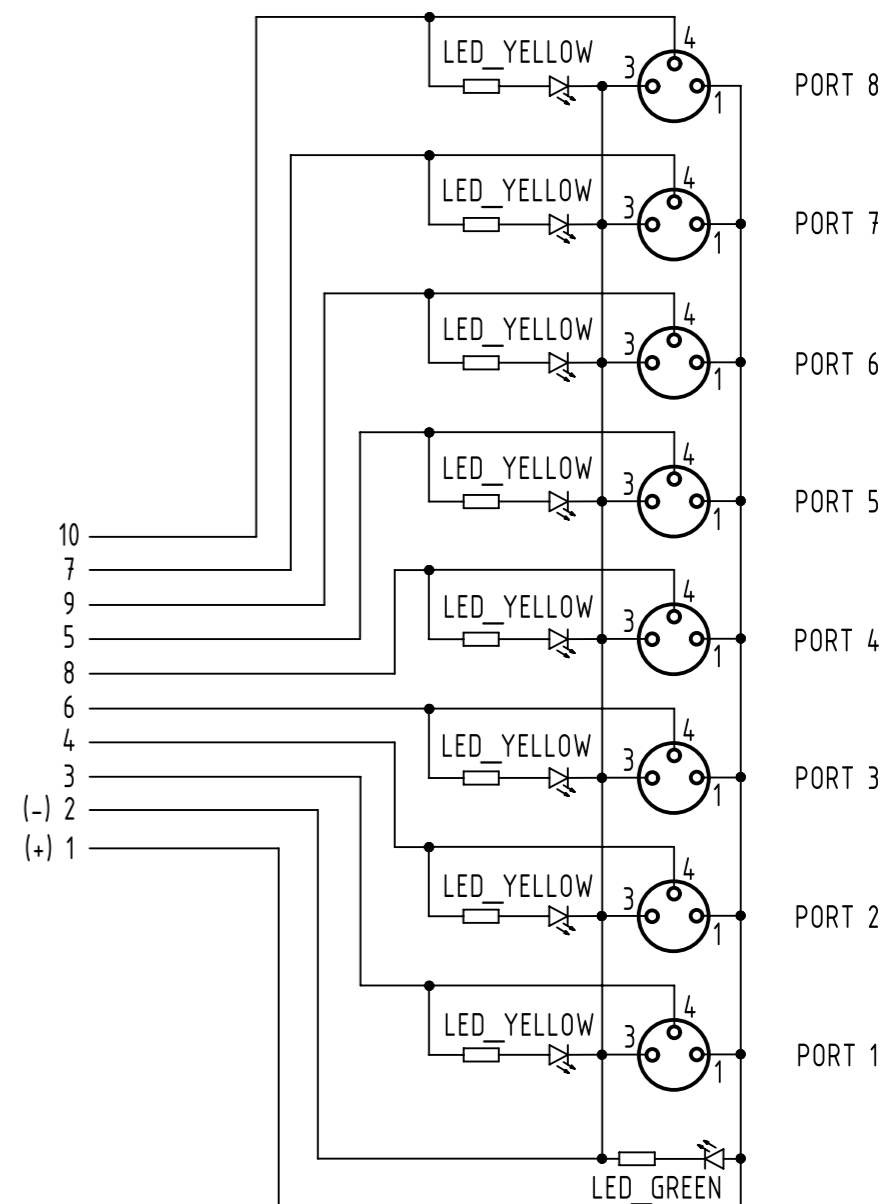 4
LED_YELLOW
3
1
PORT 8
4
LED_YELLOW
3
1
PORT 7
4
LED_YELLOW
3
1
PORT 6
4
LED_YELLOW
3
1
PORT 5
10
7
9
5
8
6
4
3
(-) 2
(+) 1
4
LED_YELLOW
3
1
PORT 4
4
LED_YELLOW
3
1
PORT 3
4
LED_YELLOW
3
1
PORT 2
4
LED_YELLOW
3
1
PORT 1
LED_GREEN